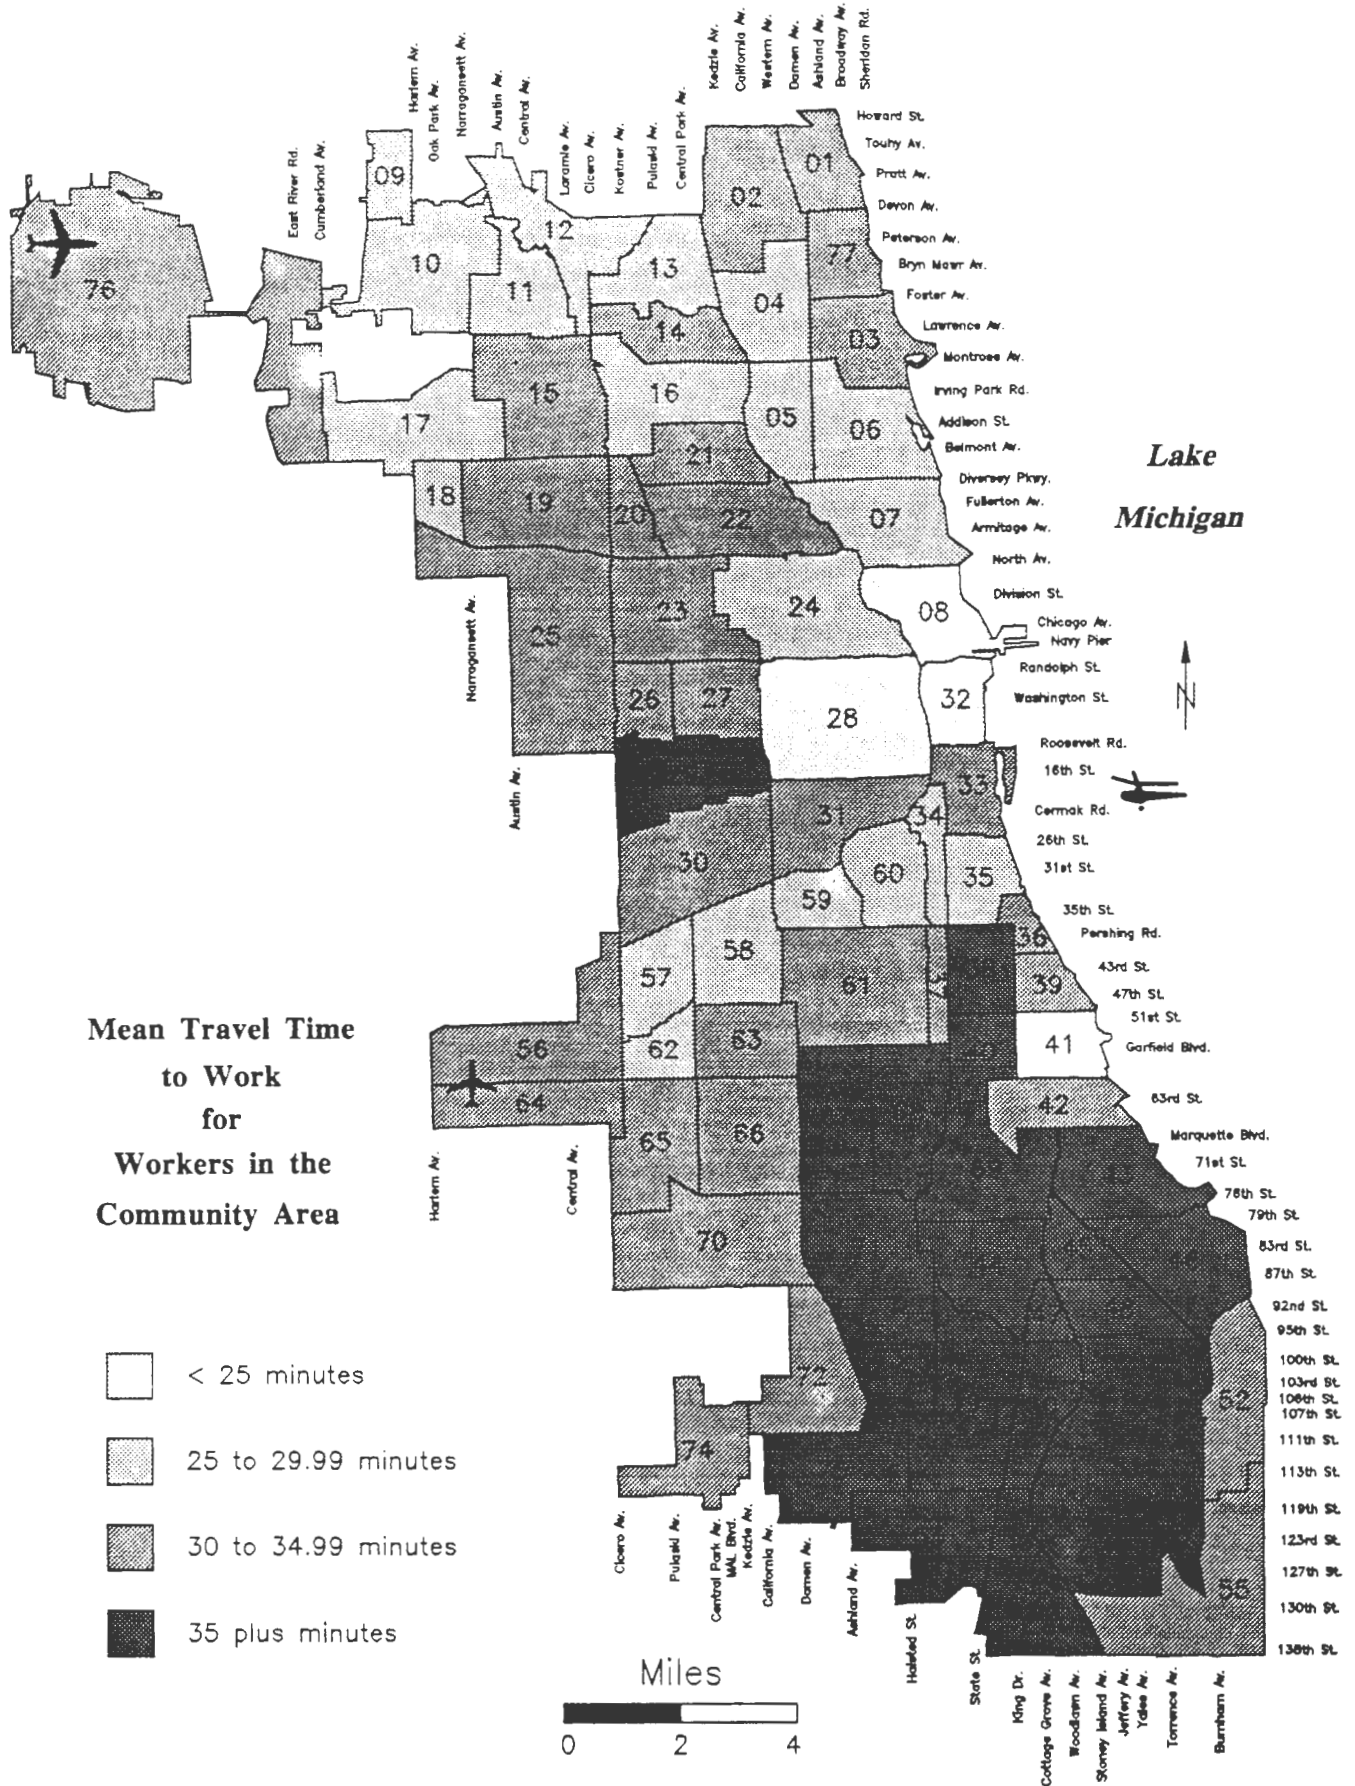 Kedzie Av.
California Av.
Western Av.
Damen Av.
Ashland Av.
Broadway Av.
Sheridan Rd.
Harlem Av.
Oak Park Av.
Narragansett Av.
Austin Av.
Central Av.
Laramie Av.
Cicero Av.
Kostner Av.
Pulaski Av.
Central Park Av.
East River Rd.
Cumberland Av.
Howard St.
Touhy Av.
Pratt Av.
Devon Av.
Peterson Av.
Bryn Mawr Av.
Foster Av.
Lawrence Av.
Montrose Av.
Irving Park Rd.
Addison St.
Belmont Av.
Diversey Pkwy.
Fullerton Av.
Armitage Av.
North Av.
Division St.
Chicago Av.
Navy Pier
Randolph St.
Washington St.
Roosevelt Rd.
16th St.
Cermak Rd.
26th St.
31st St.
35th St.
Pershing Rd.
43rd St.
47th St.
51st St.
Garfield Blvd.
63rd St.
Marquette Blvd.
71st St.
79th St.
83rd St.
87th St.
92nd St.
95th St.
100th St.
103rd St.
106th St.
107th St.
111th St.
113th St.
119th St.
123rd St.
127th St.
130th St.
138th St.
Lake
Michigan
N
09
01
02
12
10
13
77
76
11
04
14
03
15
16
05
06
17
21
18
19
20
22
07
23
24
08
25
26
27
28
32
33
31
34
30
60
35
59
36
58
57
61
37
39
56
62
63
40
41
64
42
65
66
69
43
70
45
44
46
48
72
52
74
55
Narragansett Av.
Austin Av.
Harlem Av.
Central Av.
Mean Travel Time
to Work
for
Workers in the
Community Area
< 25 minutes
25 to 29.99 minutes
30 to 34.99 minutes
35 plus minutes
Cicero Av.
Pulaski Av.
Central Park Av.
Kedzie Av.
California Av.
Damen Av.
Ashland Av.
Halsted St.
State St.
King Dr.
Cottage Grove Av.
Woodlawn Av.
Stoney Island Av.
Jeffery Av.
Yates Av.
Torrence Av.
Burnham Av.
Miles
0 2 4